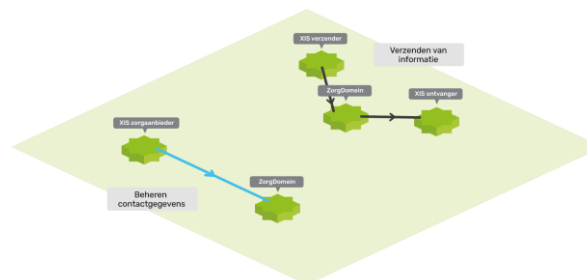 XIS verzender
Verzenden van
informatie
ZorgDomein
XIS ontvanger
XIS zorgaanbieder
ZorgDomein
Beheren
contactgegevens